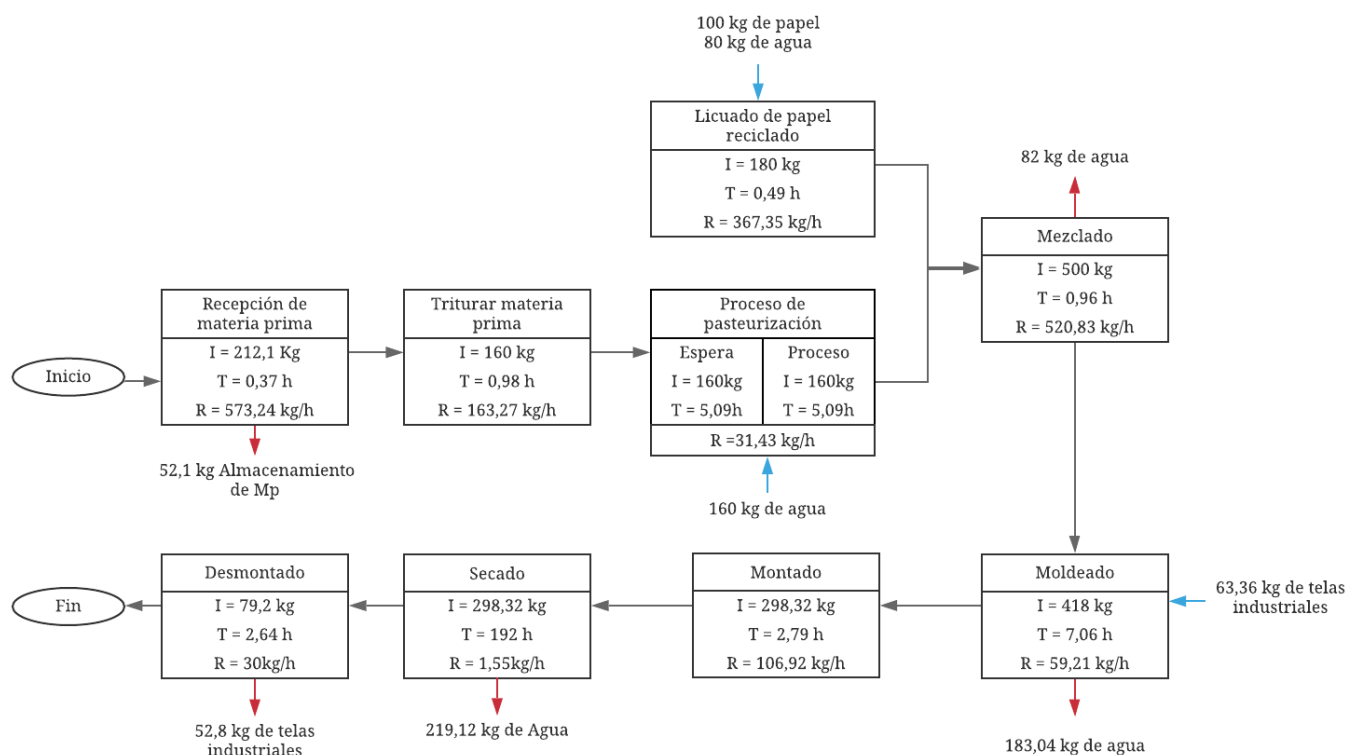 100 kg de papel
80 kg de agua
Licuado de papel
reciclado
I = 180 kg
T = 0,49 h
R = 367,35 kg/h
82 kg de agua
Mezclado
I = 500 kg
T = 0,96 h
R = 520,83 kg/h
Inicio
Recepción de
materia prima
I = 212,1 Kg
T = 0,37 h
R = 573,24 kg/h
52,1 kg Almacenamiento
de Mp
Triturar materia
prima
I = 160 kg
T = 0,98 h
R = 163,27 kg/h
Proceso de
pasteurización
Espera
I = 160kg
T = 5,09h
Proceso
I = 160kg
T = 5,09h
R =31,43 kg/h
160 kg de agua
Fin
Desmontado
I = 79,2 kg
T = 2,64 h
R = 30kg/h
52,8 kg de telas
industriales
Secado
I = 298,32 kg
T = 192 h
R = 1,55kg/h
219,12 kg de Agua
Montado
I = 298,32 kg
T = 2,79 h
R = 106,92 kg/h
Moldeado
I = 418 kg
T = 7,06 h
R = 59,21 kg/h
63,36 kg de telas
industriales
183,04 kg de agua